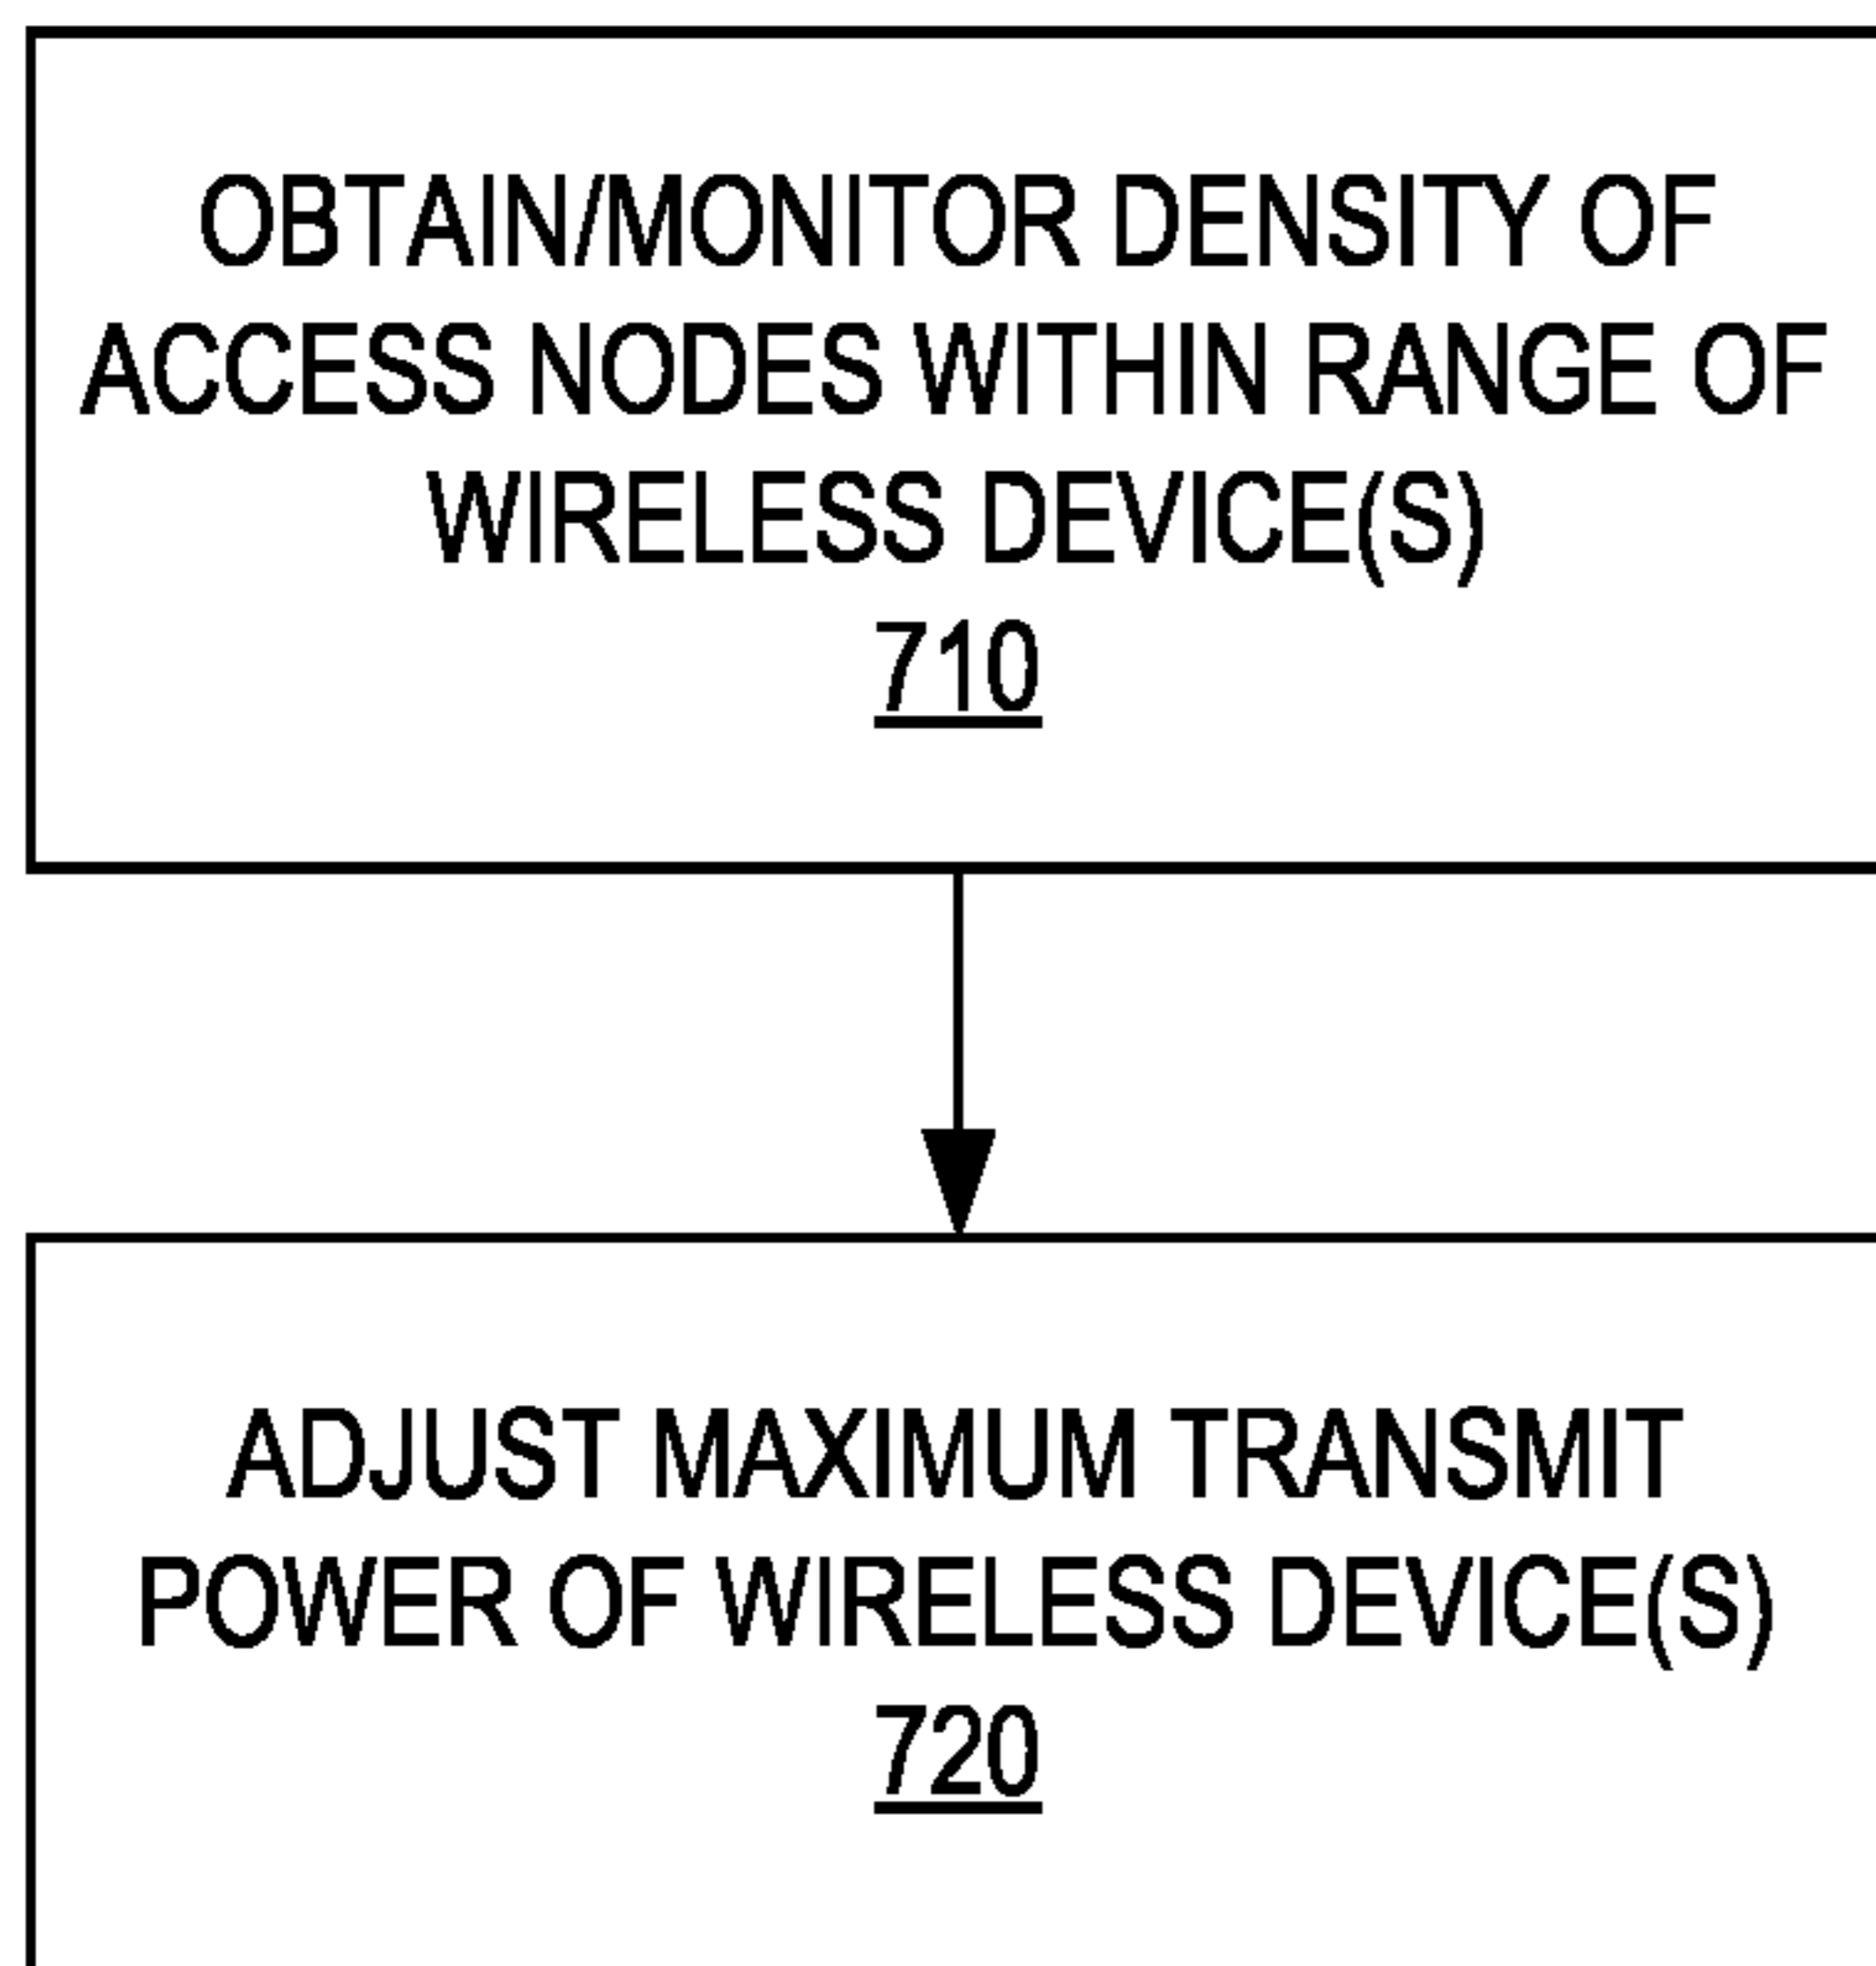 OBTAIN/MONITOR DENSITY OF
ACCESS NODES WITHIN RANGE OF
WIRELESS DEVICE(S)
710
ADJUST MAXIMUM TRANSMIT
POWER OF WIRELESS DEVICE(S)
720